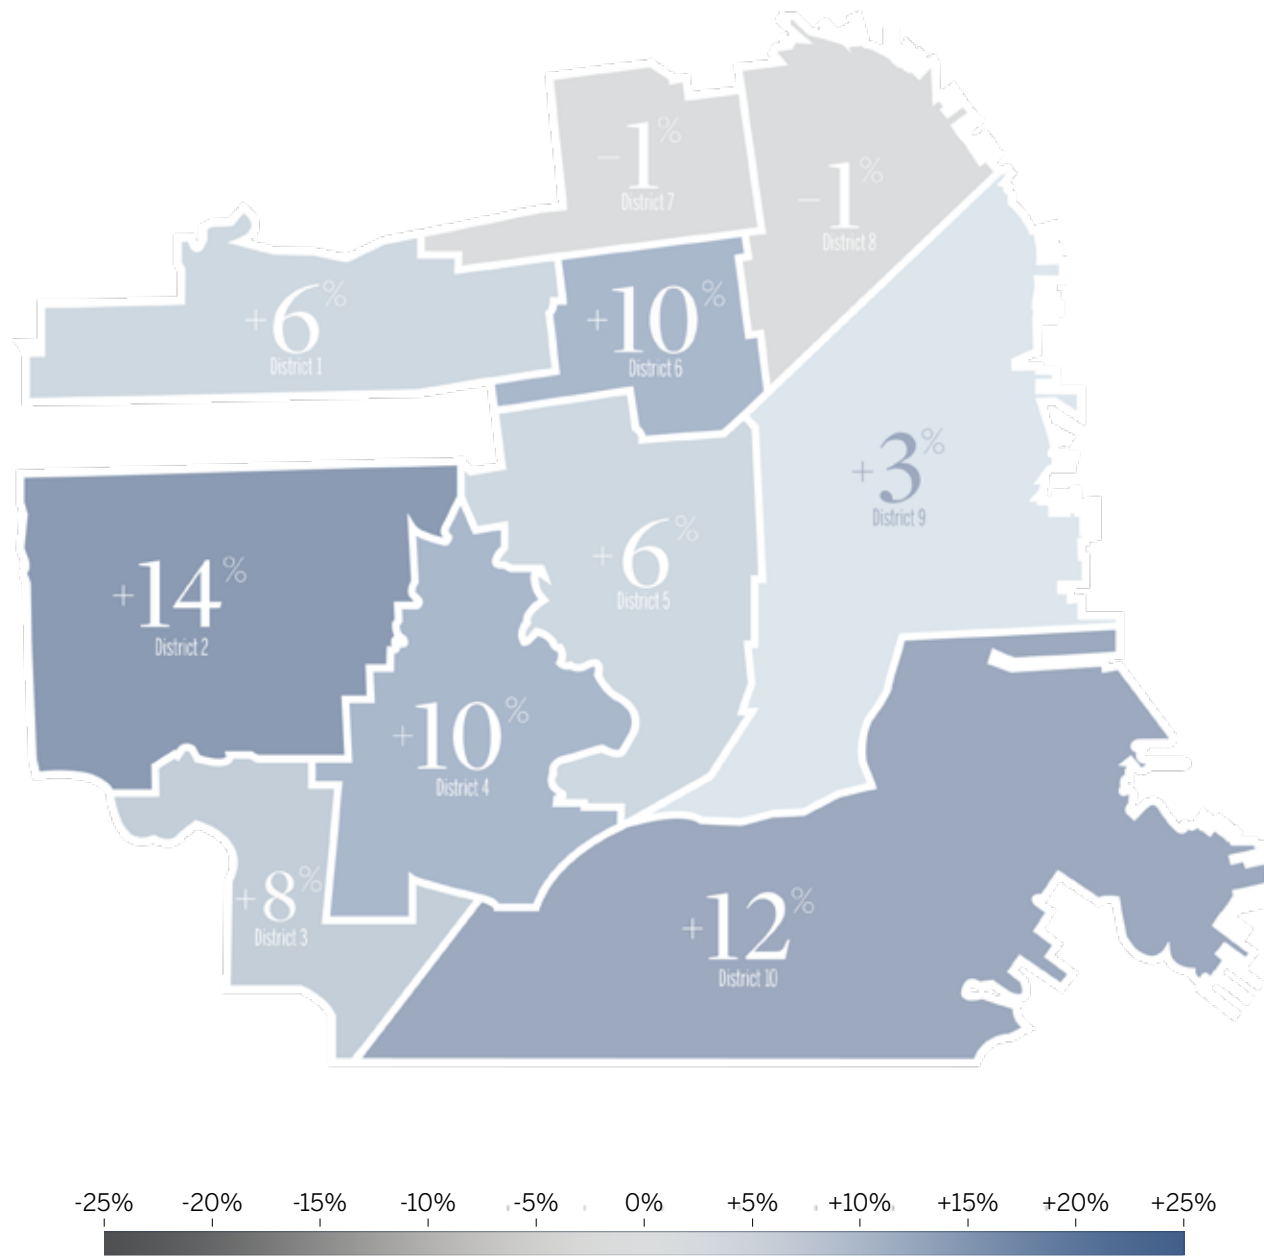 −1%
District 7
−1%
District 8
+6%
District 1
+10%
District 6
+3%
District 9
+14%
District 2
+6%
District 5
+10%
District 4
+8%
District 3
+12%
District 10
-25% -20% -15% -10% -5% 0% +5% +10% +15% +20% +25%